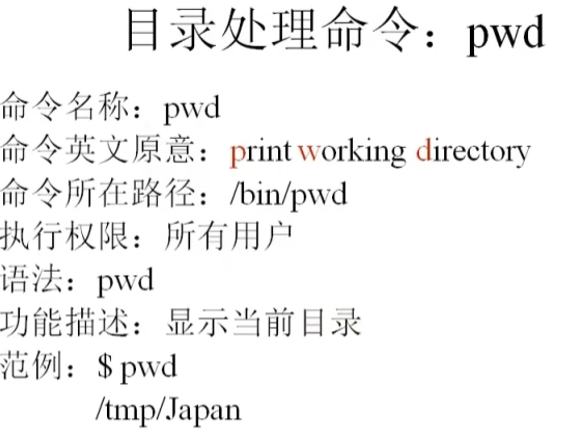 目录处理命令：pwd
命令名称：pwd
命令英文原意：print working directory
命令所在路径：/bin/pwd
执行权限：所有用户
语法：pwd
功能描述：显示当前目录
范例：$ pwd
/tmp/Japan